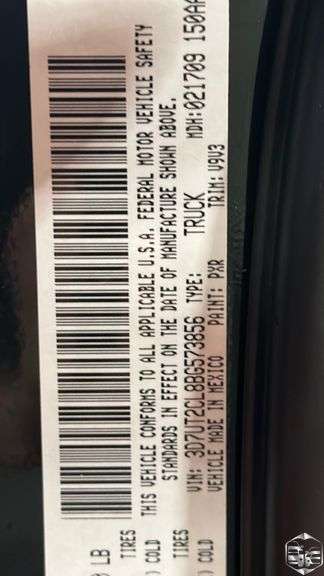 LB
TIRES
) COLD
TIRES
) COLD
THIS VEHICLE CONFORMS TO ALL APPLICABLE U.S.A. FEDERAL MOTOR VEHICLE SAFETY
STANDARDS IN EFFECT ON THE DATE OF MANUFACTURE SHOWN ABOVE.
VIN: 3D7UT2CL8BG573856 TYPE: TRUCK MDH:021709 150AA
VEHICLE MADE IN MEXICO PAINT: PXR TRIM: V9V3